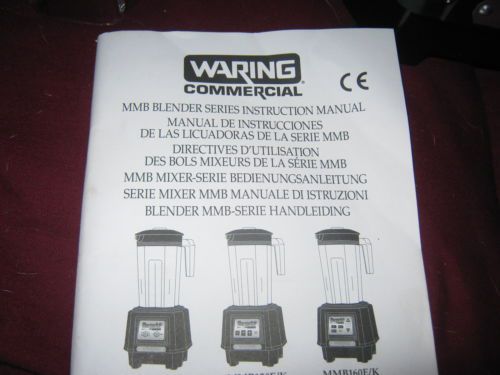 WARING
COMMERCIAL
CE
MMB BLENDER SERIES INSTRUCTION MANUAL
MANUAL DE INSTRUCCIONES
DE LAS LICUADORAS DE LA SERIE MMB
DIRECTIVES D'UTILISATION
DES BOLS MIXEURS DE LA SÉRIE MMB
MMB MIXER-SERIE BEDIENUNGSANLEITUNG
SERIE MIXER MMB MANUALE DI ISTRUZIONI
BLENDER MMB-SERIE HANDLEIDING
MMB160E/K